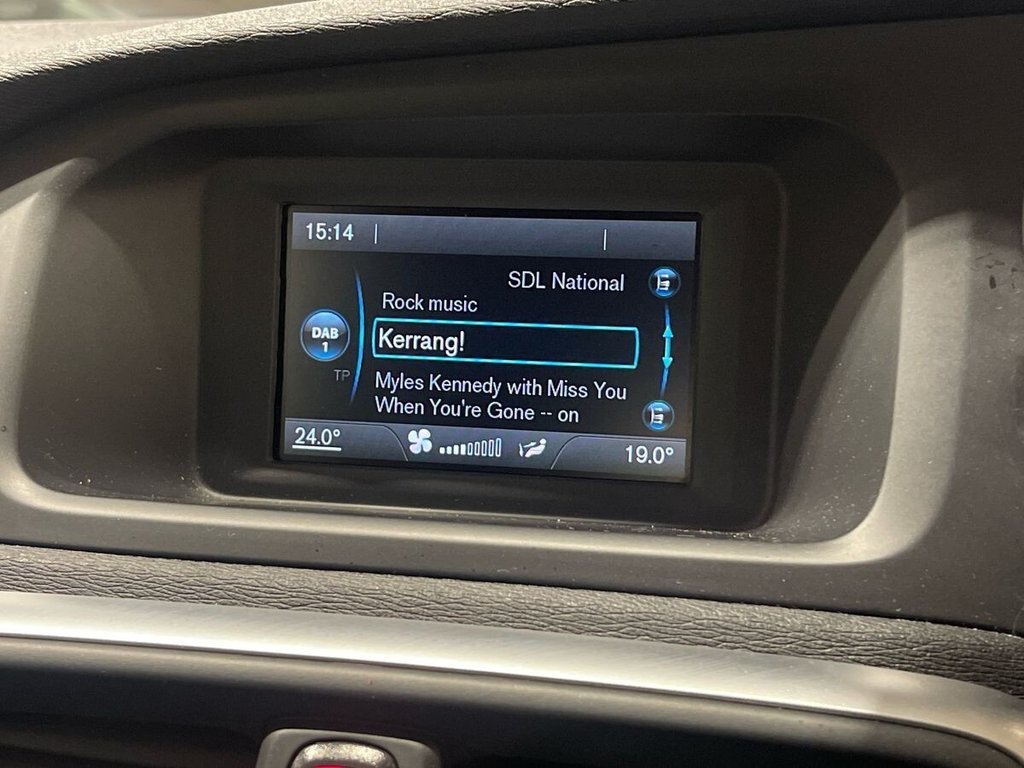 15:14
SDL National
Rock music
DAB
1
Kerrang!
TP
Myles Kennedy with Miss You
When You're Gone -- on
24.0°
19.0°